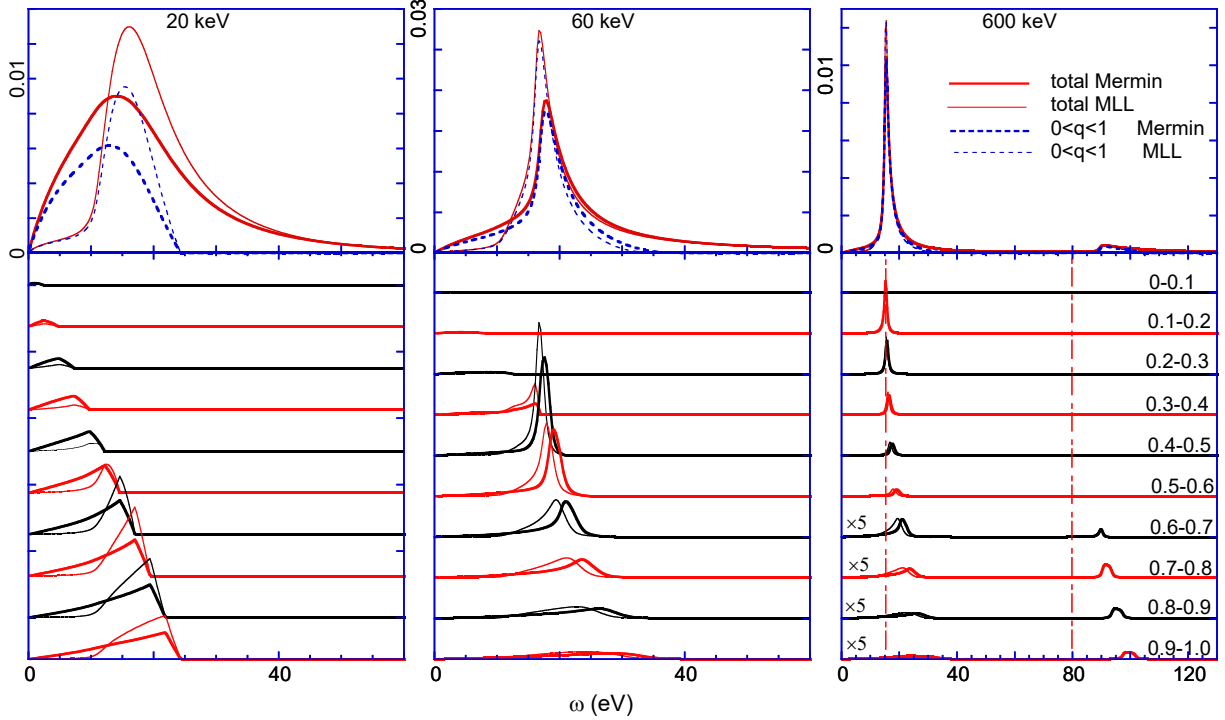 20 keV
60 keV
600 keV
0.01
0
0.03
0
0.01
0
total Mermin
total MLL
0<q<1 Mermin
0<q<1 MLL
0-0.1
0.1-0.2
0.2-0.3
0.3-0.4
0.4-0.5
0.5-0.6
×5 0.6-0.7
×5 0.7-0.8
×5 0.8-0.9
×5 0.9-1.0
0 40 0 40 0 40 80 120
ω (eV)